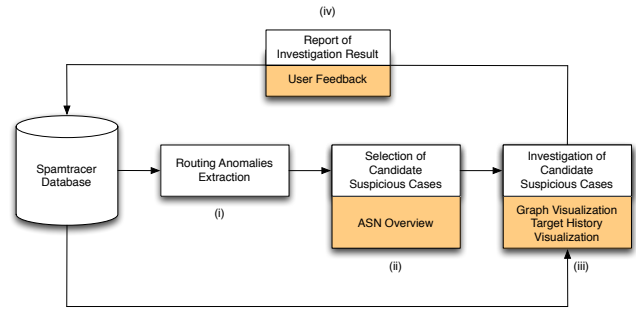 (iv)
Report of
Investigation Result
User Feedback
Spamtracer
Database
Routing Anomalies
Extraction
(i)
Selection of
Candidate
Suspicious Cases
ASN Overview
(ii)
Investigation of
Candidate
Suspicious Cases
Graph Visualization
Target History
Visualization
(iii)